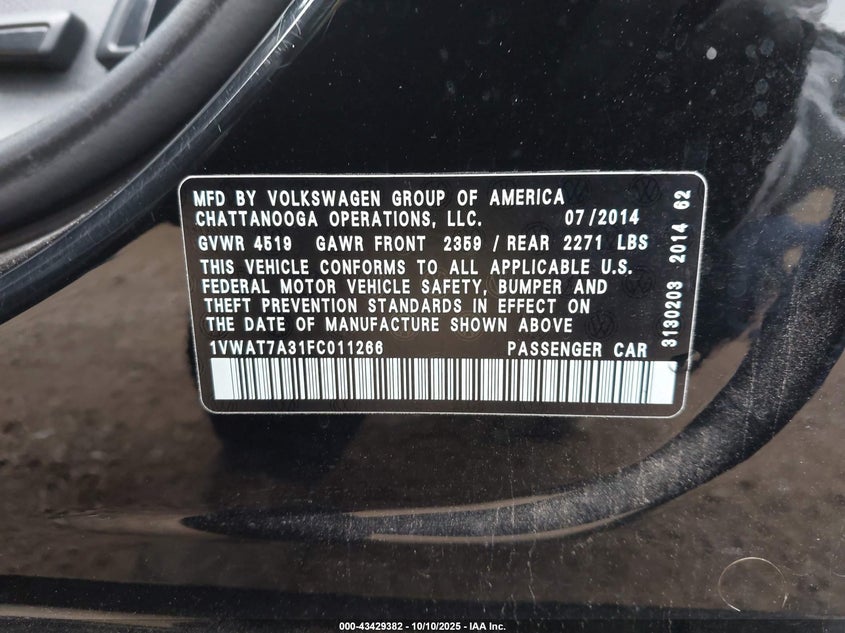 MFD BY VOLKSWAGEN GROUP OF AMERICA
CHATTANOOGA OPERATIONS, LLC. 07/2014
GVWR 4519 GAWR FRONT 2359 / REAR 2271 LBS
THIS VEHICLE CONFORMS TO ALL APPLICABLE U.S.
FEDERAL MOTOR VEHICLE SAFETY, BUMPER AND
THEFT PREVENTION STANDARDS IN EFFECT ON
THE DATE OF MANUFACTURE SHOWN ABOVE
1VWAT7A31FC011266 PASSENGER CAR
3130203 2014 62
000-43429382 - 10/10/2025 - IAA Inc.